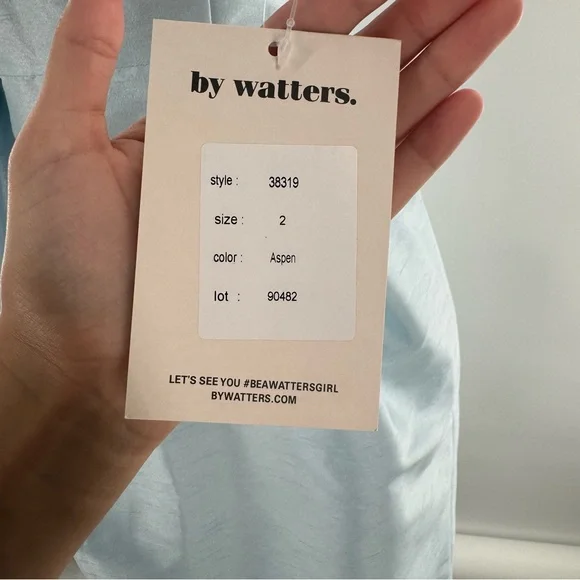 by watters.
style : 38319
size : 2
color : Aspen
lot : 90482
LET'S SEE YOU #BEAWATTERSGIRL
BYWATTERS.COM